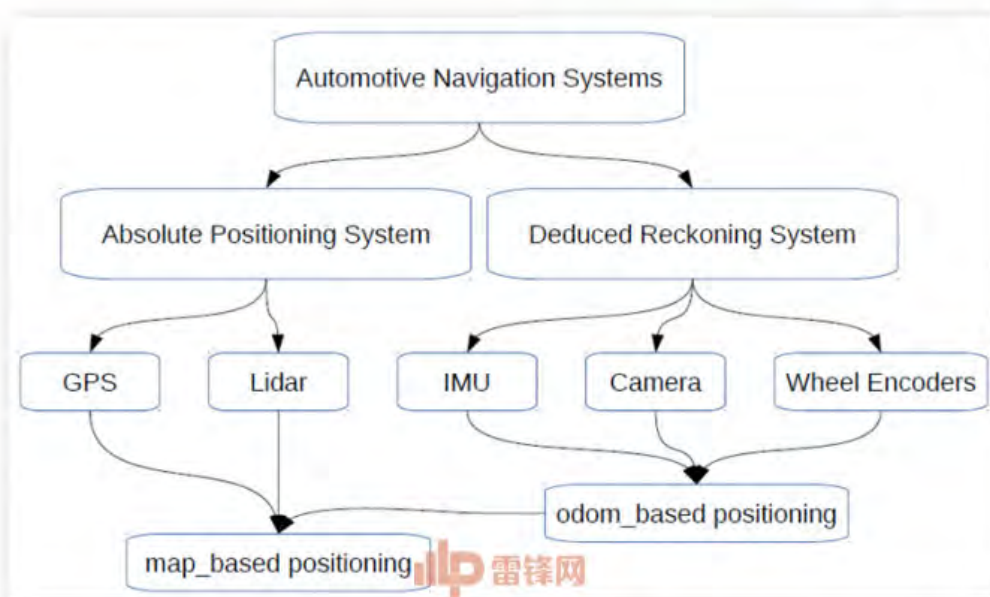 Automotive Navigation Systems
Absolute Positioning System
Deduced Reckoning System
GPS
Lidar
IMU
Camera
Wheel Encoders
odom_based positioning
map_based positioning
雷锋网